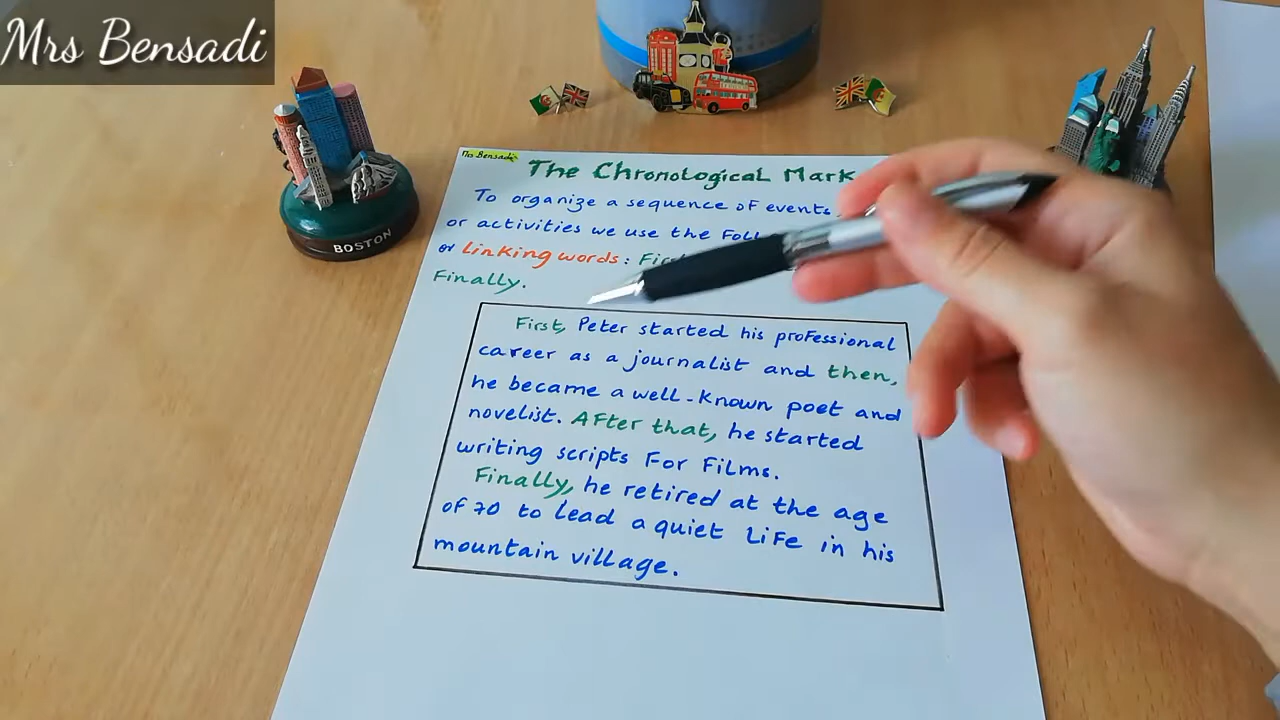 Mrs Bensadi
BOSTON
Mrs Bensadi
The Chronological Mark
To organize a sequence of events
or activities we use the
or linking words:
Finally.
First, Peter started his professional
career as a journalist and then,
he became a well-known poet and
novelist. After that, he started
writing scripts for films.
Finally, he retired at the age
of 70 to lead a quiet life in his
mountain village.